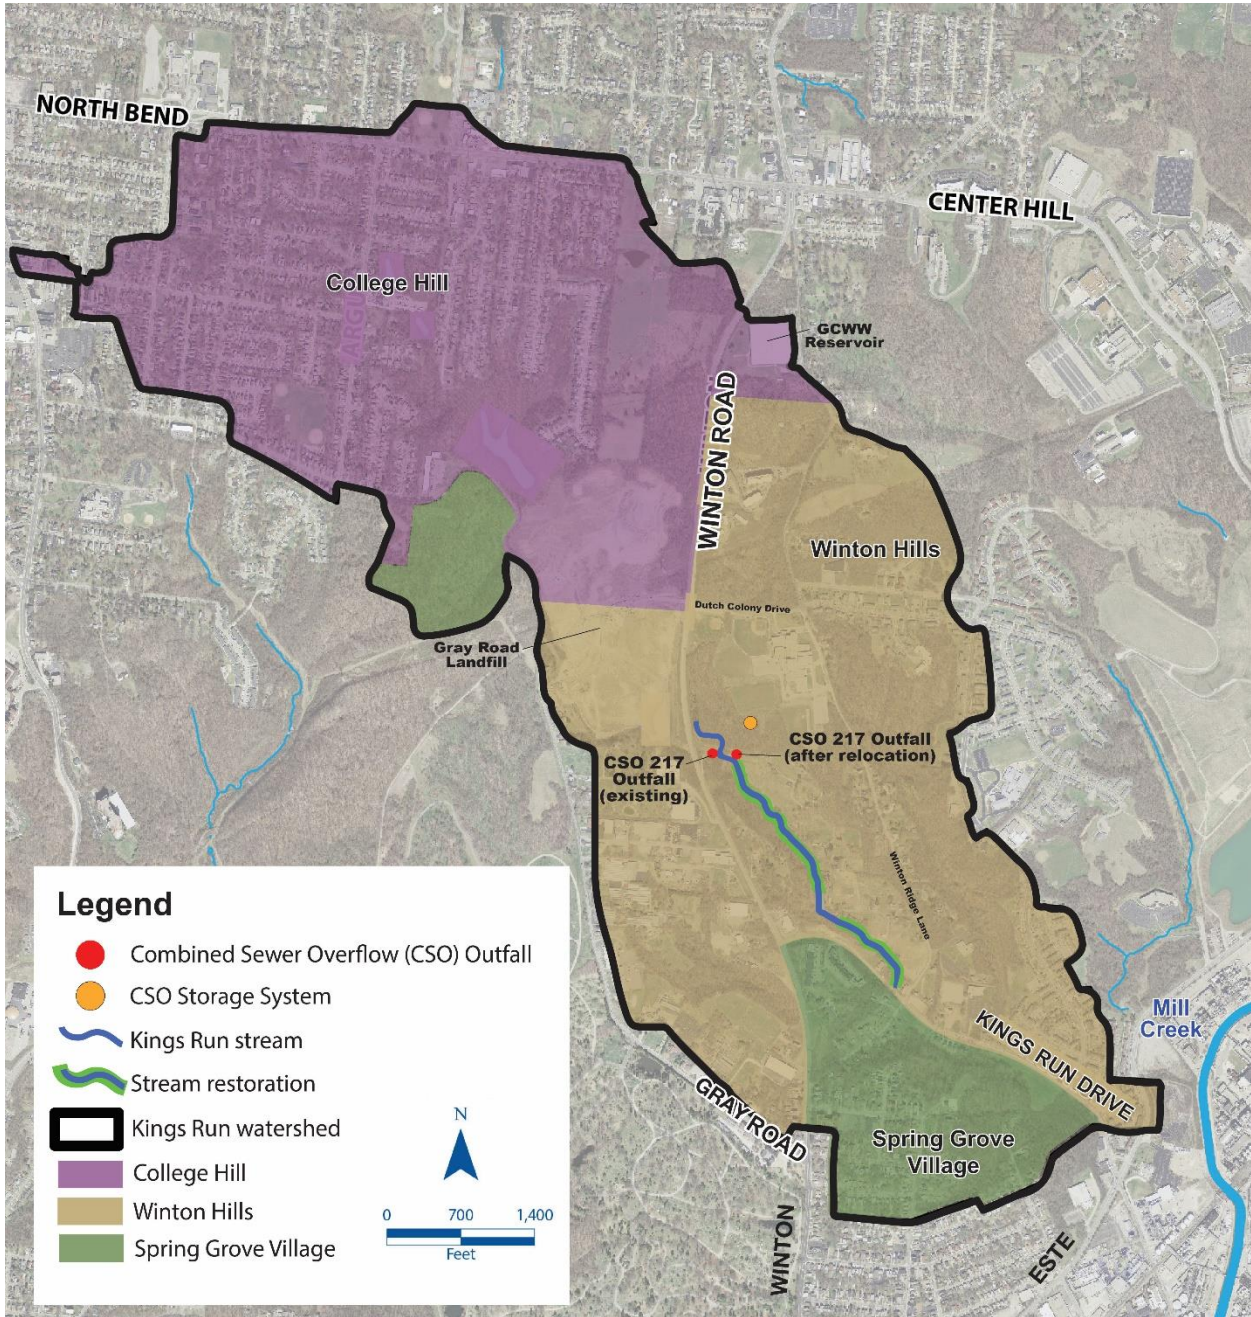 NORTH BEND
CENTER HILL
College Hill
GCWW
Reservoir
WINTON ROAD
Winton Hills
Dutch Colony Drive
Gray Road
Landfill
CSO 217 Outfall
(after relocation)
CSO 217
Outfall
(existing)
Winton Ridge Lane
Mill
Creek
KINGS RUN DRIVE
GRAY ROAD
Spring Grove
Village
WINTON
ESTE
Legend
Combined Sewer Overflow (CSO) Outfall
CSO Storage System
Kings Run stream
Stream restoration
Kings Run watershed
College Hill
Winton Hills
Spring Grove Village
N
0 700 1,400
Feet